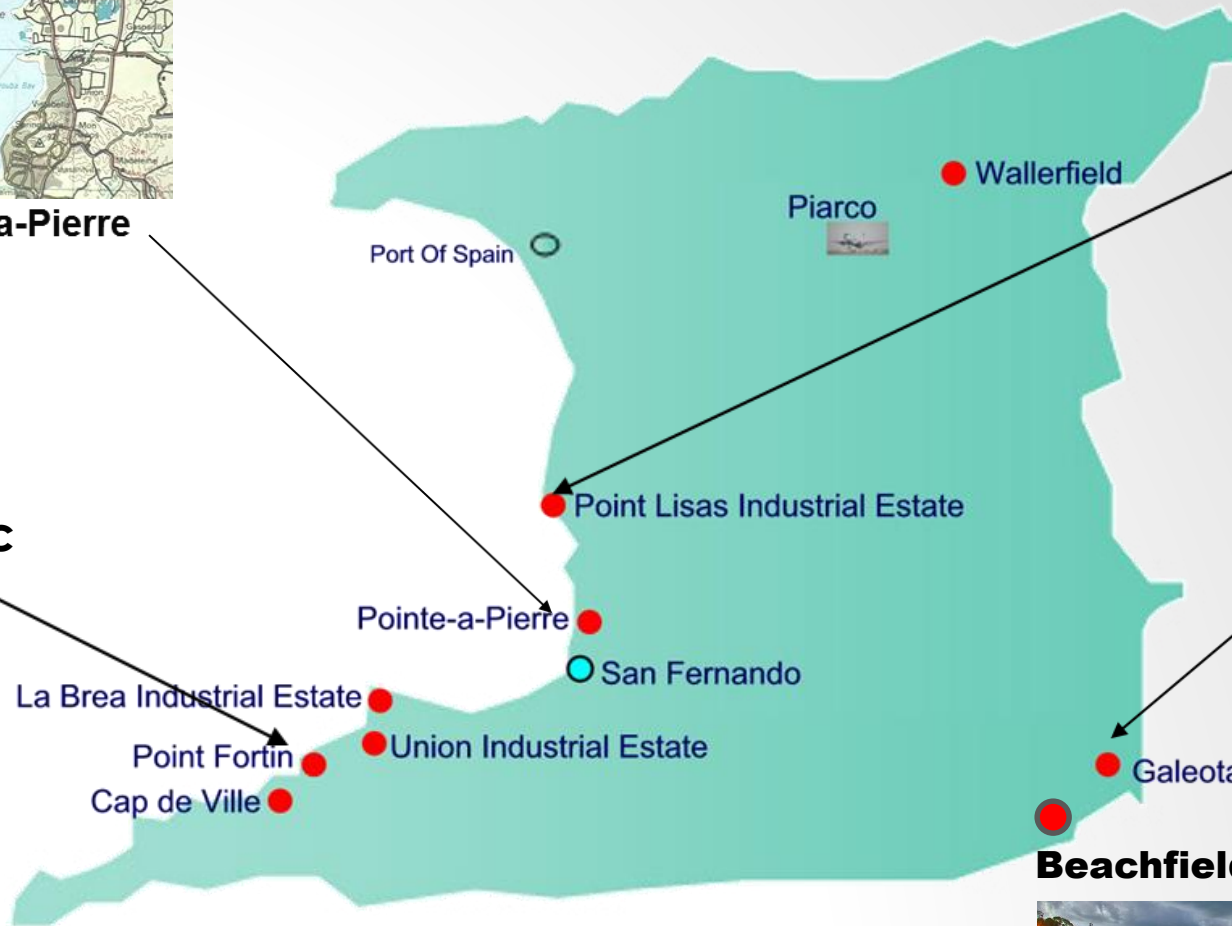 a-Pierre
Wallerfield
Piarco
Port Of Spain
Point Lisas Industrial Estate
C
Pointe-a-Pierre
San Fernando
La Brea Industrial Estate
Union Industrial Estate
Point Fortin
Galeota
Cap de Ville
Beachfield